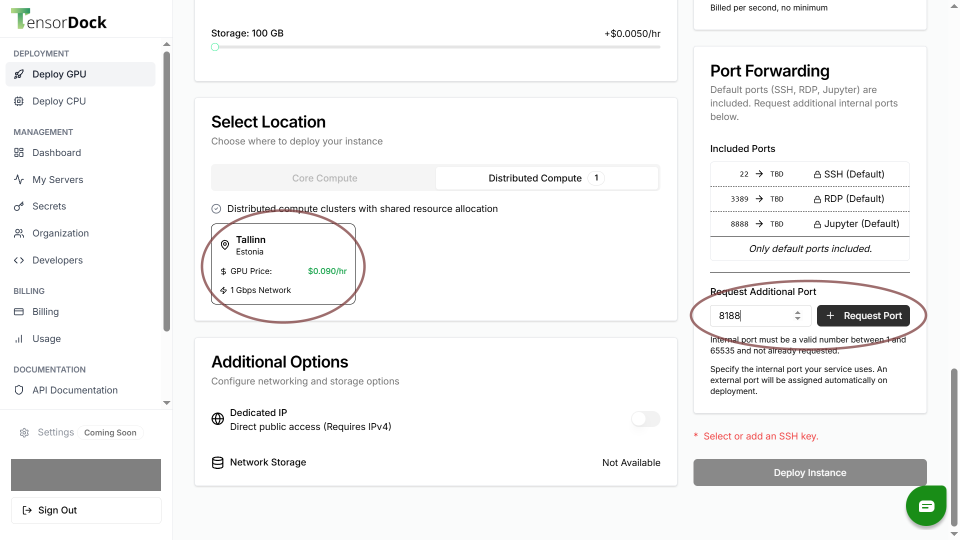 TensorDock
DEPLOYMENT
Deploy GPU
Deploy CPU
MANAGEMENT
Dashboard
My Servers
Secrets
Organization
Developers
BILLING
Billing
Usage
DOCUMENTATION
API Documentation
Settings Coming Soon
Sign Out
Storage: 100 GB +$0.0050/hr
Select Location
Choose where to deploy your instance
Core Compute Distributed Compute 1
Distributed compute clusters with shared resource allocation
Tallinn
Estonia
GPU Price: $0.090/hr
1 Gbps Network
Additional Options
Configure networking and storage options
Dedicated IP
Direct public access (Requires IPv4)
Network Storage Not Available
Billed per second, no minimum
Port Forwarding
Default ports (SSH, RDP, Jupyter) are
included. Request additional internal ports
below.
Included Ports
22 → TBD SSH (Default)
3389 → TBD RDP (Default)
8888 → TBD Jupyter (Default)
Only default ports included.
Request Additional Port
8188 + Request Port
Internal port must be a valid number between 1 and
65535 and not already requested.
Specify the internal port your service uses. An
external port will be assigned automatically on
deployment.
* Select or add an SSH key.
Deploy Instance